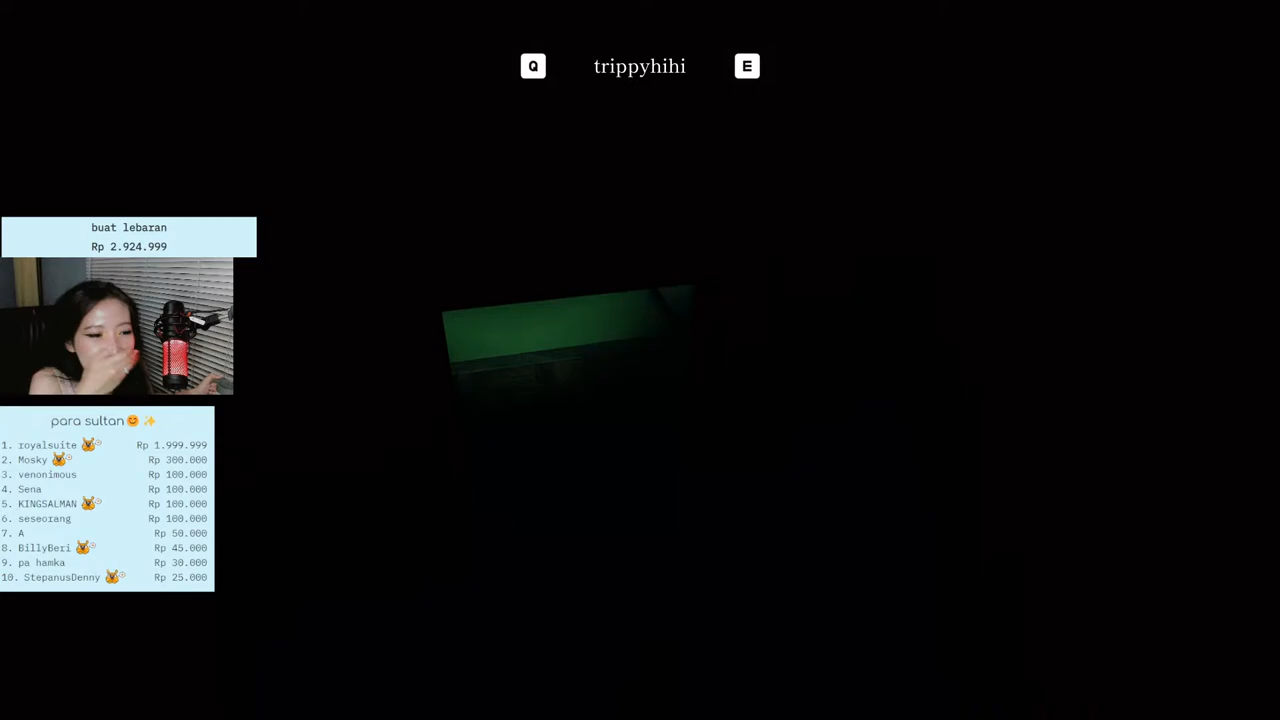 Q trippyhihi E
buat lebaran
Rp 2.924.999
para sultan😊✨
1. royalsuite Rp 1.999.999
2. Mosky Rp 300.000
3. venonimous Rp 100.000
4. Sena Rp 100.000
5. KINGSALMAN Rp 100.000
6. seseorang Rp 100.000
7. A Rp 50.000
8. BillyBeri Rp 45.000
9. pa hamka Rp 30.000
10. StepanusDenny Rp 25.000